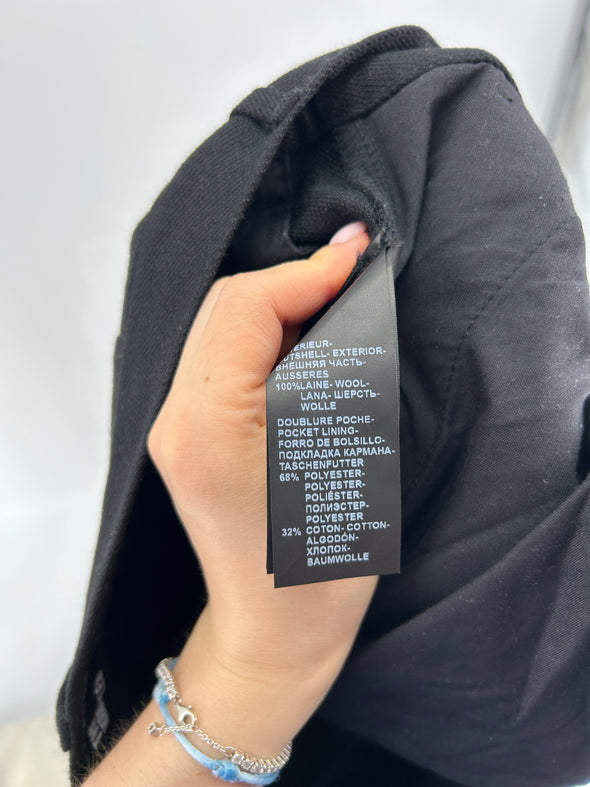 OUTSHELL- EXTERIOR-
ВНЕШНЯЯ ЧАСТЬ-
AUSSERES
100%LAINE- WOOL-
LANA- ШЕРСТЬ-
WOLLE
DOUBLURE POCHE-
POCKET LINING-
FORRO DE BOLSILLO-
ПОДКЛАДКА КАРМАНА-
TASCHENFUTTER
68% POLYESTER-
POLYESTER-
POLIÉSTER-
ПОЛИЭСТЕР-
POLYESTER
32% COTON- COTTON-
ALGODÓN-
ХЛОПОК-
BAUMWOLLE